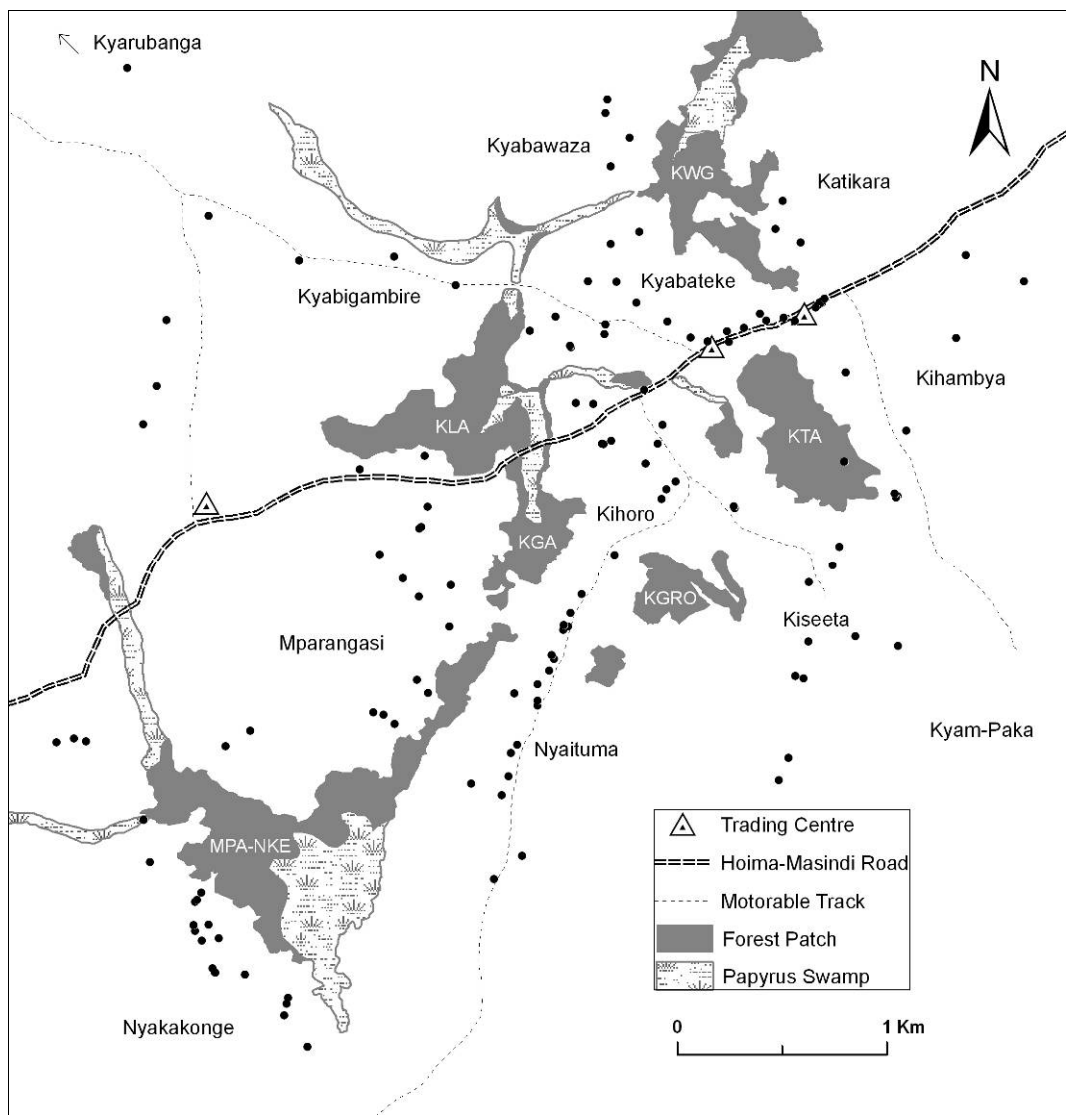 Kyarubanga
N
Kyabawaza
KWG
Katikara
Kyabigambire
Kyabateke
Kihambya
KLA
KTA
Kihoro
KGA
KGRO
Kiseeta
Mparangasi
Kyam-Paka
Nyaituma
MPA-NKE
Nyakakonge
Trading Centre
Hoima-Masindi Road
Motorable Track
Forest Patch
Papyrus Swamp
0 1 Km